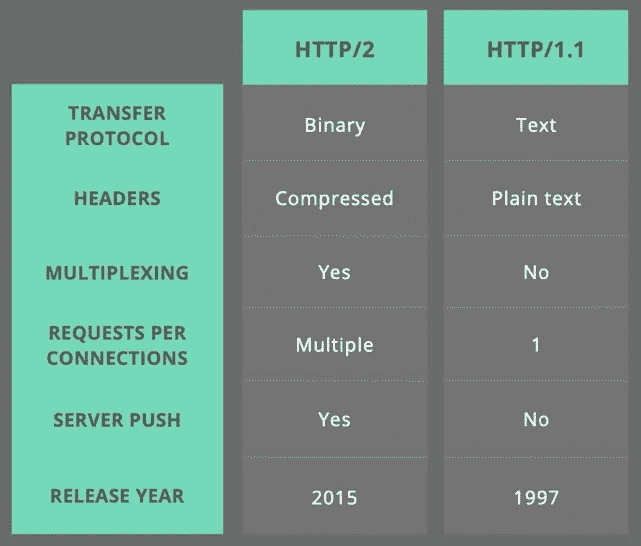 HTTP/2 HTTP/1.1
TRANSFER
PROTOCOL
Binary Text
HEADERS Compressed Plain text
MULTIPLEXING Yes No
REQUESTS PER
CONNECTIONS
Multiple 1
SERVER PUSH Yes No
RELEASE YEAR 2015 1997